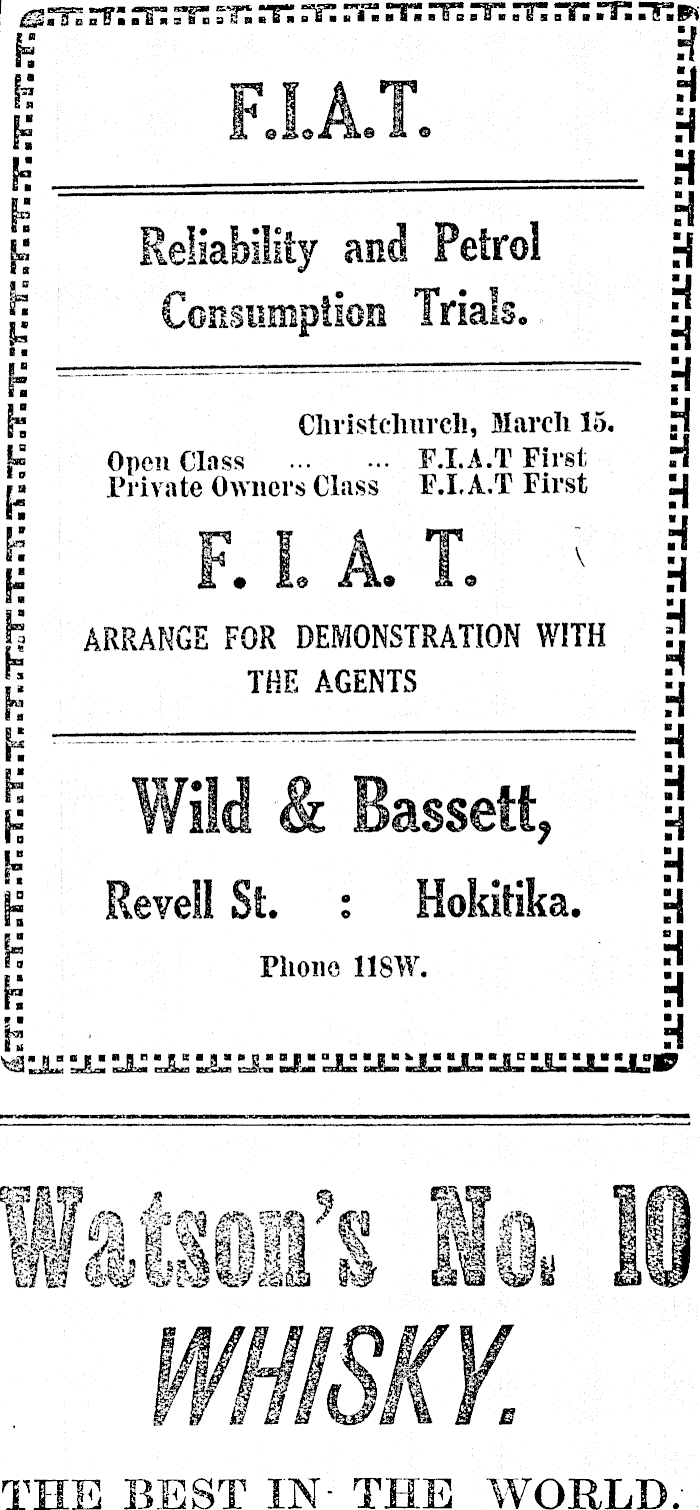 F.I.A.T.
Reliability and Petrol
Consumption Trials.
Christchurch, March 15.
Open Class ... ... F.I.A.T First
Private Owners Class F.I.A.T First
F. I. A. T.
ARRANGE FOR DEMONSTRATION WITH
THE AGENTS
Wild & Bassett,
Revell St. : Hokitika.
Phone 118W.
Watson's No. 10
WHISKY.
THE BEST IN THE WORLD.